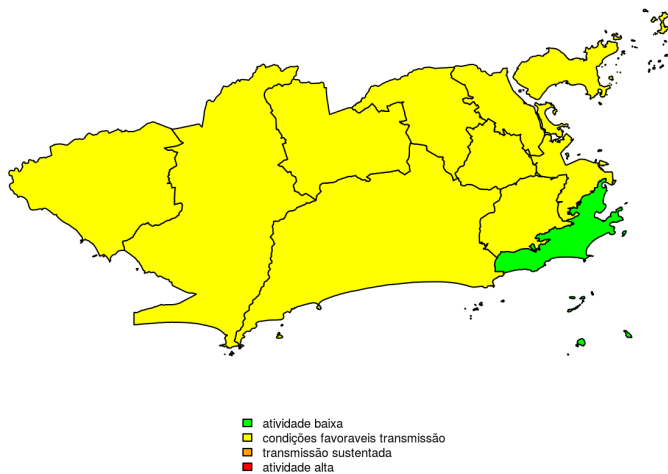 atividade baixa
condições favoraveis transmissão
transmissão sustentada
atividade alta